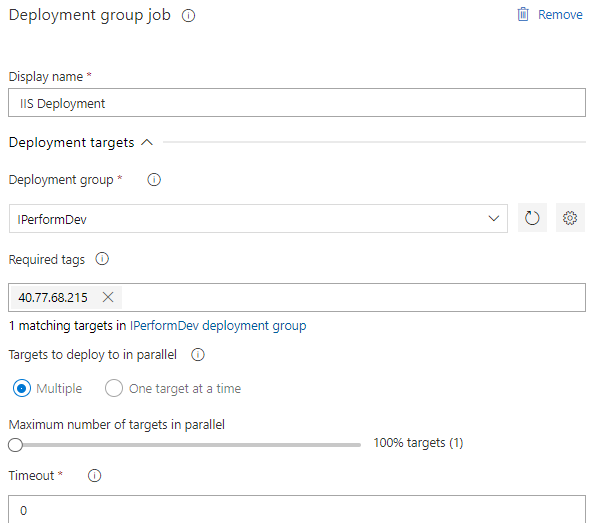 Deployment group job
Remove
Display name *
IIS Deployment
Deployment targets
Deployment group *
IPerformDev
Required tags
40.77.68.215
1 matching targets in IPerformDev deployment group
Targets to deploy to in parallel
Multiple One target at a time
Maximum number of targets in parallel
100% targets (1)
Timeout *
0